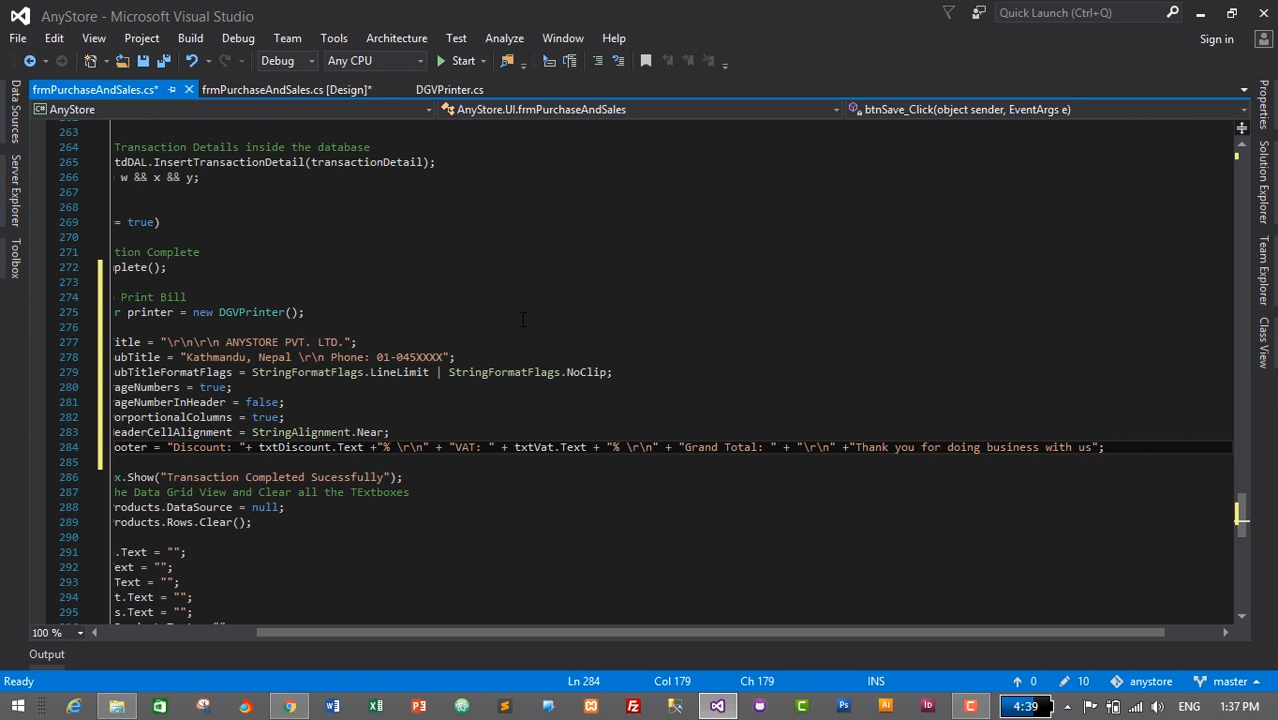 AnyStore - Microsoft Visual Studio
Quick Launch (Ctrl+Q)
File Edit View Project Build Debug Team Tools Architecture Test Analyze Window Help
Sign in
Debug Any CPU Start
frmPurchaseAndSales.cs* frmPurchaseAndSales.cs [Design]* DGVPrinter.cs
AnyStore AnyStore.UI.frmPurchaseAndSales btnSave_Click(object sender, EventArgs e)
Data Sources
Server Explorer
Toolbox
Properties
Solution Explorer
Team Explorer
Class View
263
264 Transaction Details inside the database
265 tdDAL.InsertTransactionDetail(transactionDetail);
266 w && x && y;
267
268
269 = true)
270
271 tion Complete
272 plete();
273
274 Print Bill
275 r printer = new DGVPrinter();
276
277 itle = "\r\n\r\n ANYSTORE PVT. LTD.";
278 ubTitle = "Kathmandu, Nepal \r\n Phone: 01-045XXXX";
279 ubTitleFormatFlags = StringFormatFlags.LineLimit | StringFormatFlags.NoClip;
280 ageNumbers = true;
281 ageNumberInHeader = false;
282 orporportionalColumns = true;
283 eaderCellAlignment = StringAlignment.Near;
284 ooter = "Discount: "+ txtDiscount.Text +"% \r\n" + "VAT: " + txtVat.Text + "% \r\n" + "Grand Total: " + "\r\n" +"Thank you for doing business with us";
285
286 x.Show("Transaction Completed Sucessfully");
287 he Data Grid View and Clear all the TExtboxes
288 roducts.DataSource = null;
289 roducts.Rows.Clear();
290
291 .Text = "";
292 ext = "";
293 Text = "";
294 t.Text = "";
295 s.Text = "";
100 %
Output
Ready Ln 284 Col 179 Ch 179 INS 0 10 anystore master
4:39 ENG 1:37 PM